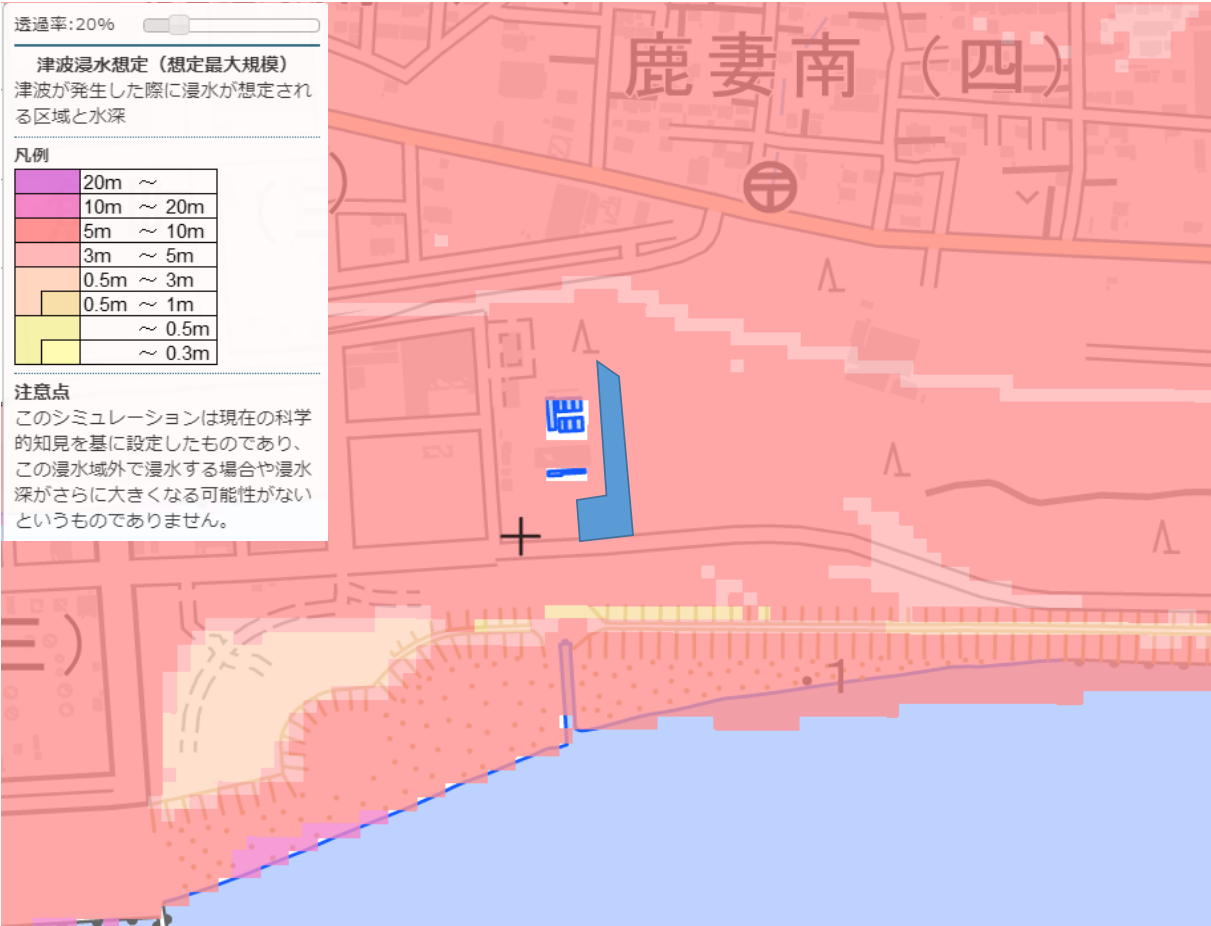 透過率:20%
津波浸水想定（想定最大規模）
津波が発生した際に浸水が想定され
る区域と水深
凡例
20m ～
10m ～ 20m
5m ～ 10m
3m ～ 5m
0.5m ～ 3m
0.5m ～ 1m
～ 0.5m
～ 0.3m
注意点
このシミュレーションは現在の科学
的知見を基に設定したものであり、
この浸水域外で浸水する場合や浸水
深がさらに大きくなる可能性がない
というものでありません。
鹿妻南（四）
1